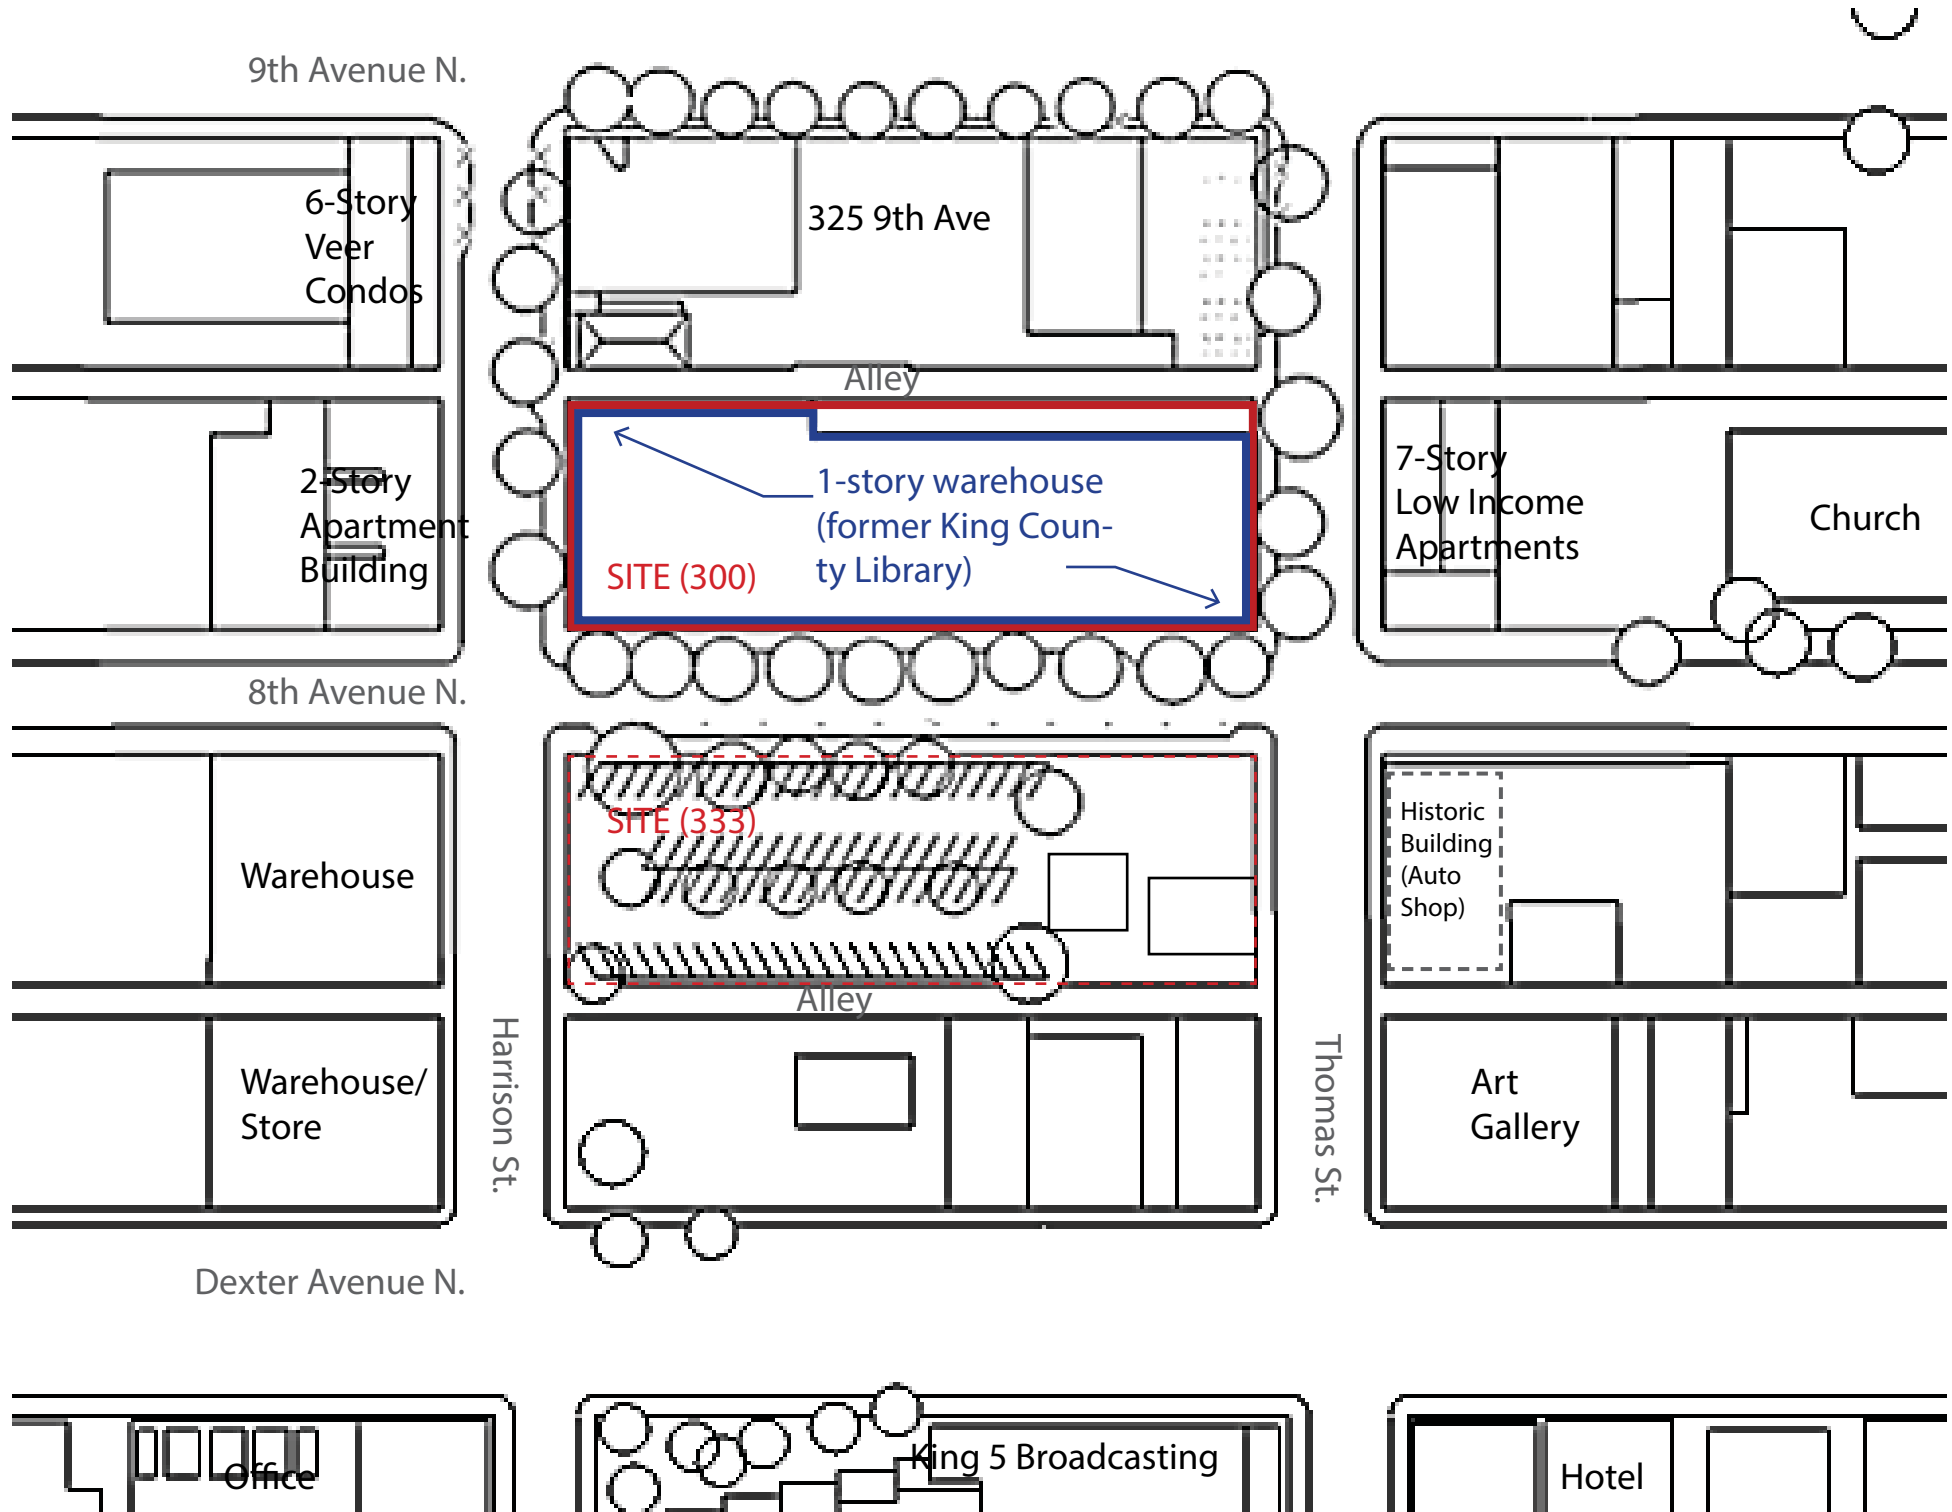 9th Avenue N.
6-Story
Veer
Condos
325 9th Ave
Alley
2-Story
Apartment
Building
1-story warehouse
(former King Coun-
ty Library)
SITE (300)
7-Story
Low Income
Apartments
Church
8th Avenue N.
SITE (333)
Warehouse
Historic
Building
(Auto
Shop)
Alley
Warehouse/
Store
Harrison St.
Thomas St.
Art
Gallery
Dexter Avenue N.
Office
King 5 Broadcasting
Hotel